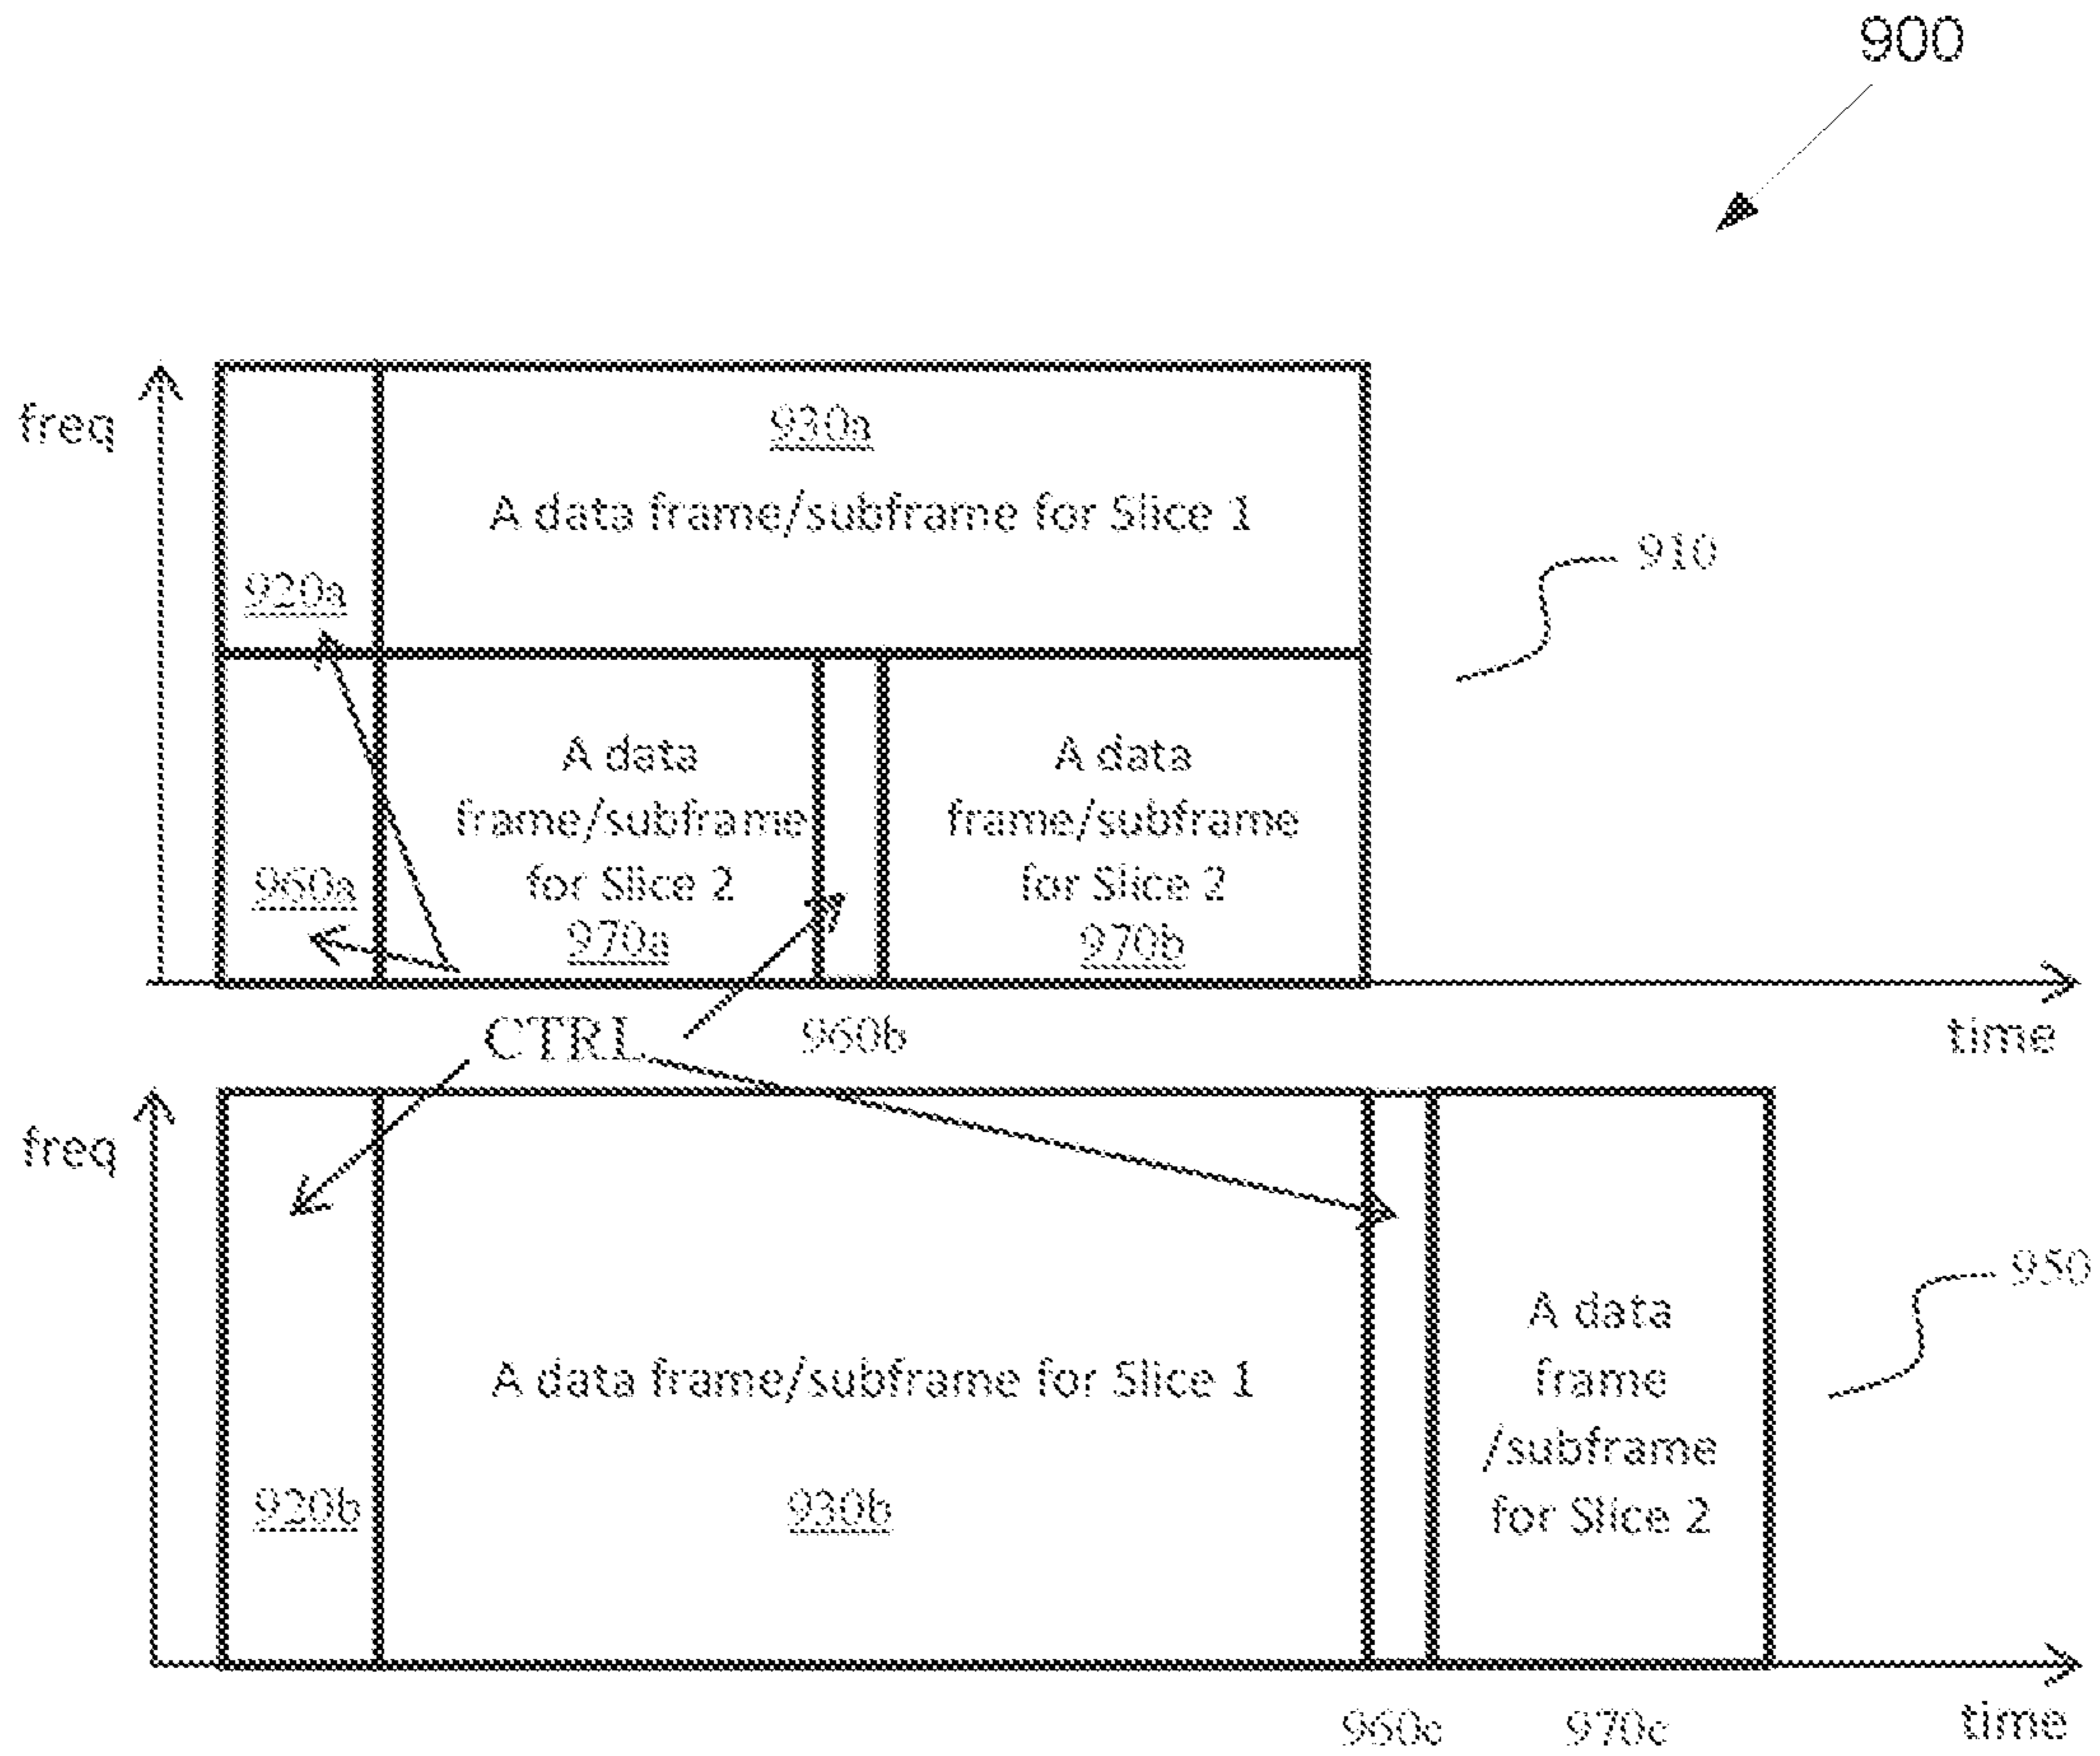 900
freq
930a
A data frame/subframe for Slice 1
910
920a
A data
frame/subframe
for Slice 2
970a
A data
frame/subframe
for Slice 2
970b
960a
CTRL
960b
time
freq
950
A data frame/subframe for Slice 1
A data
frame
/subframe
for Slice 2
920b
930b
960c
970c
time